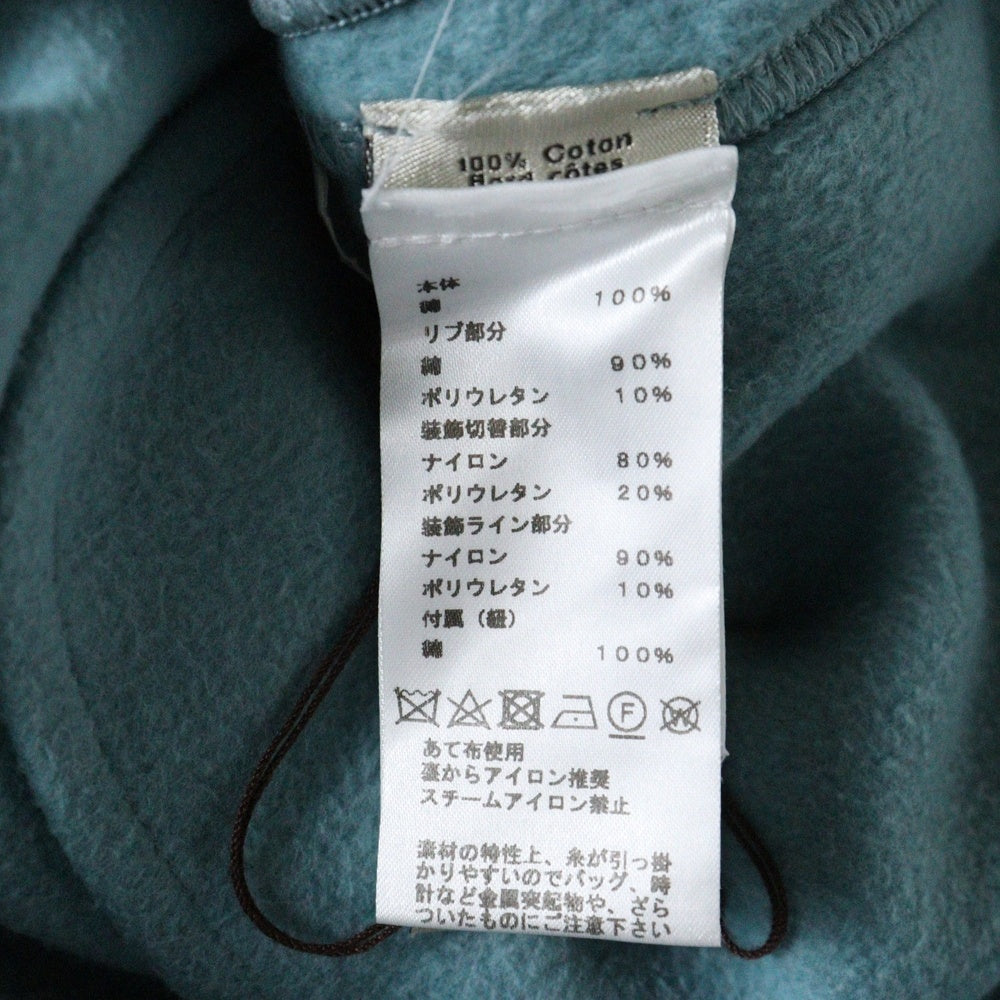 100% Coton
Bord côtes
本体
綿 100%
リブ部分
綿 90%
ポリウレタン 10%
装飾切替部分
ナイロン 80%
ポリウレタン 20%
装飾ライン部分
ナイロン 90%
ポリウレタン 10%
付属(紐)
綿 100%
F W
あて布使用
裏からアイロン推奨
スチームアイロン禁止
素材の特性上、糸が引っ掛
かりやすいのでバッグ、時
計など金属突起物や、ざら
ついたものにご注意下さい